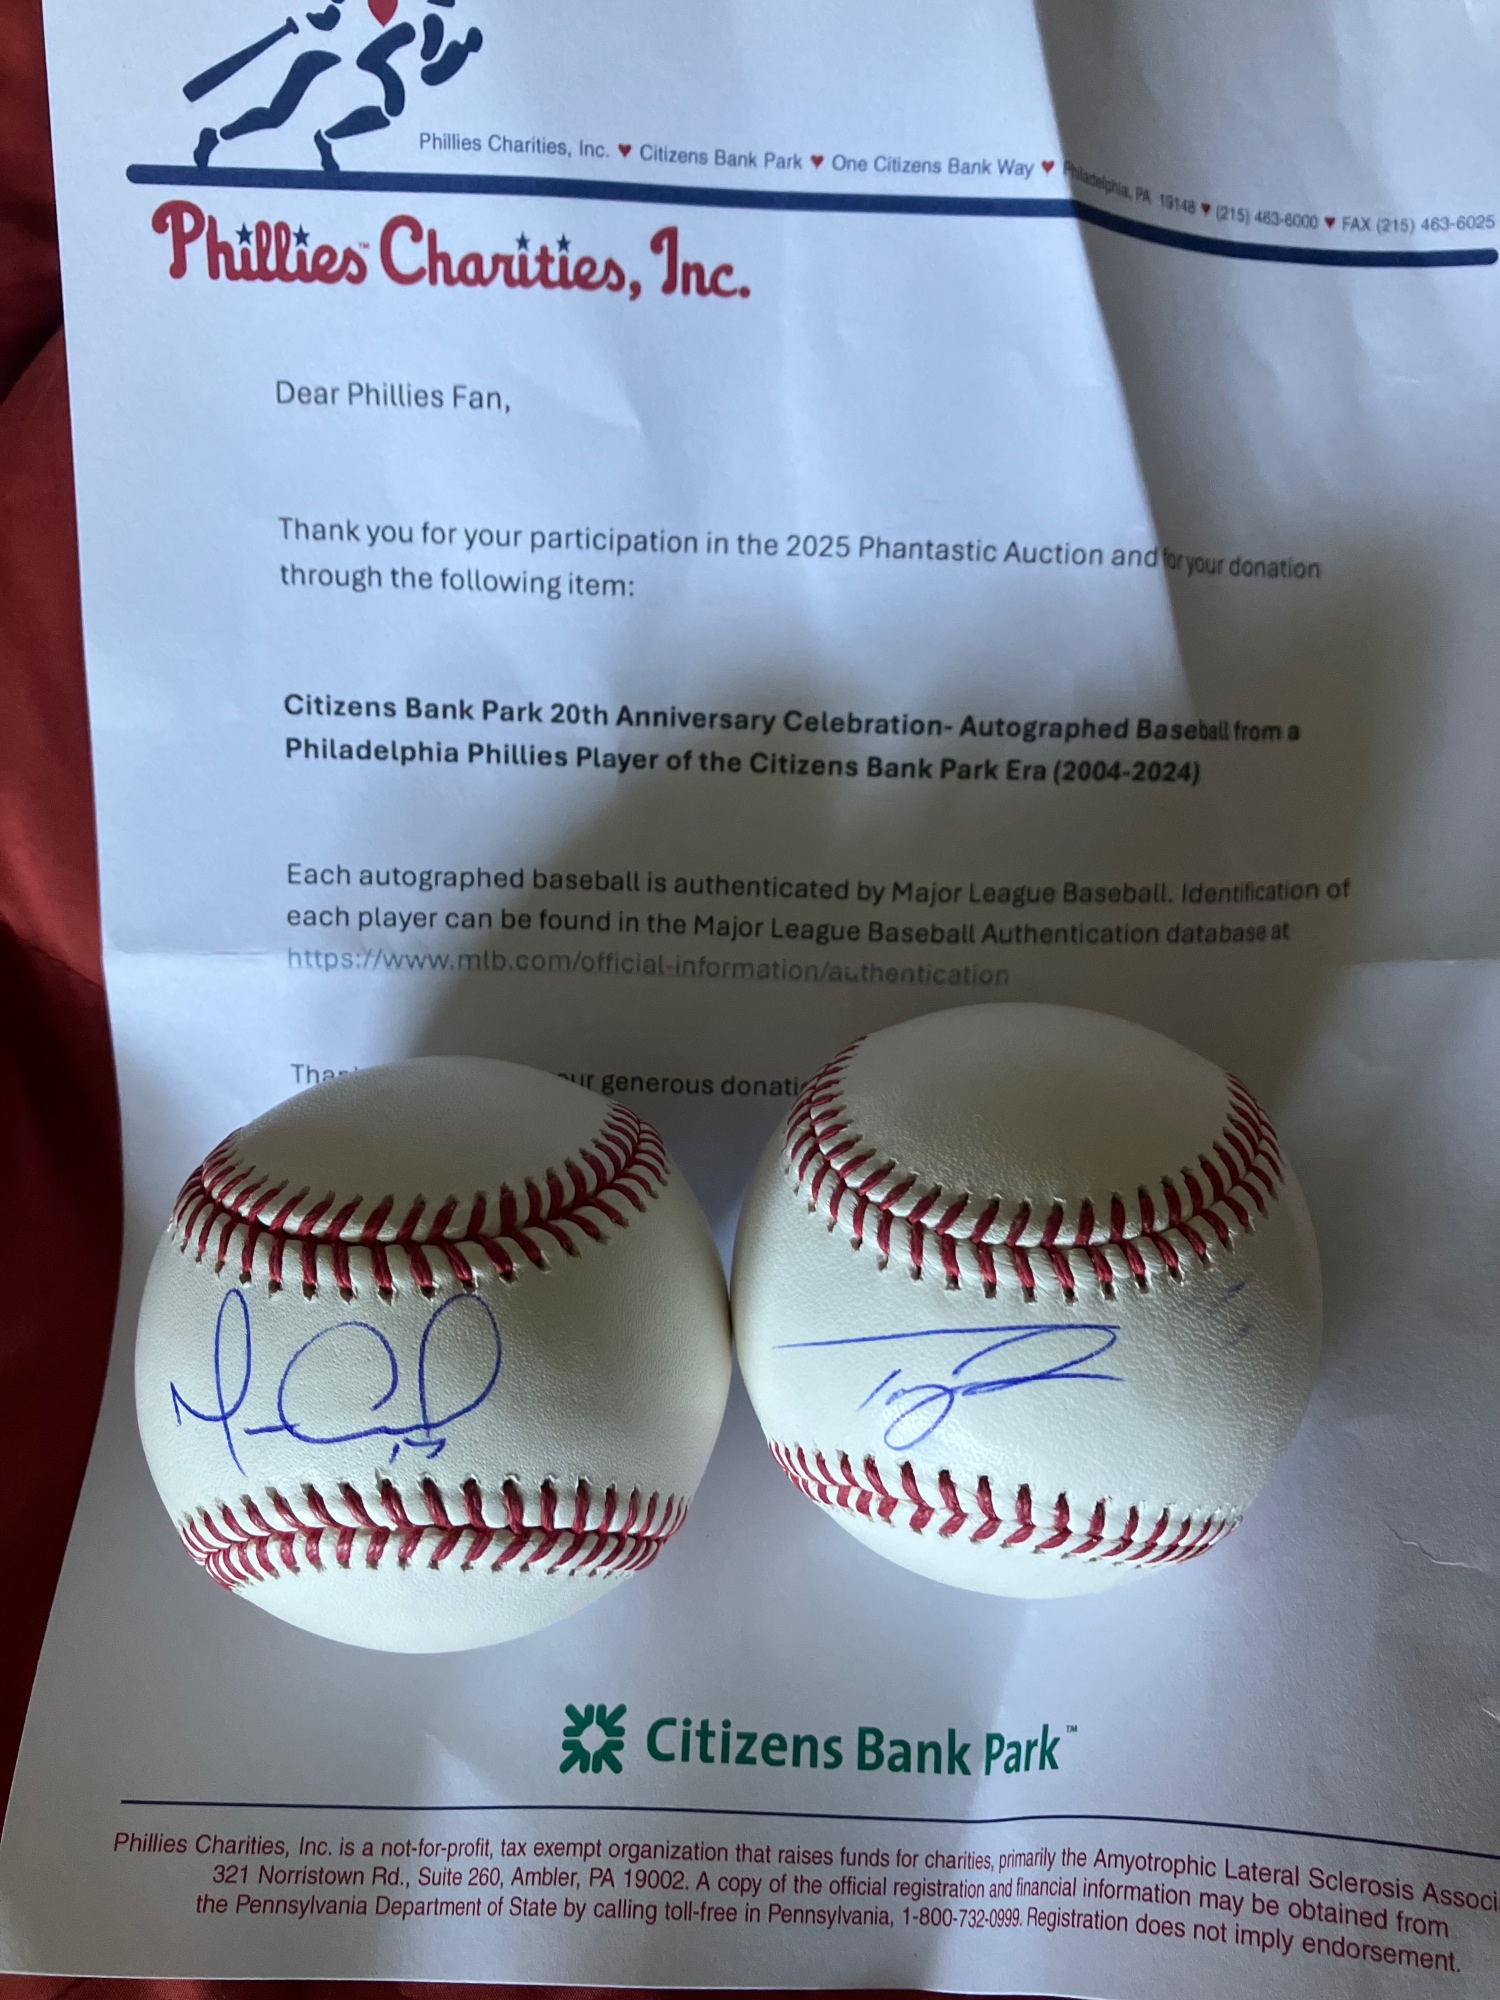 Phillies Charities, Inc. ♥ Citizens Bank Park ♥ One Citizens Bank Way ♥ Philadelphia, PA 19148 ♥ (215) 463-6000 ♥ FAX (215) 463-6025
Phillies™ Charities, Inc.
Dear Phillies Fan,
Thank you for your participation in the 2025 Phantastic Auction and for your donation
through the following item:
Citizens Bank Park 20th Anniversary Celebration- Autographed Baseball from a
Philadelphia Phillies Player of the Citizens Bank Park Era (2004-2024)
Each autographed baseball is authenticated by Major League Baseball. Identification of
each player can be found in the Major League Baseball Authentication database at
https://www.mlb.com/official-information/authentication
generous
Citizens Bank Park™
Phillies Charities, Inc. is a not-for-profit, tax exempt organization that raises funds for charities, primarily the Amyotrophic Lateral Sclerosis
321 Norristown Rd., Suite 260, Ambler, PA 19002. A copy of the official registration and financial information may be obtained from
the Pennsylvania Department of State by calling toll-free in Pennsylvania, 1-800-732-0999. Registration does not imply endorsement.